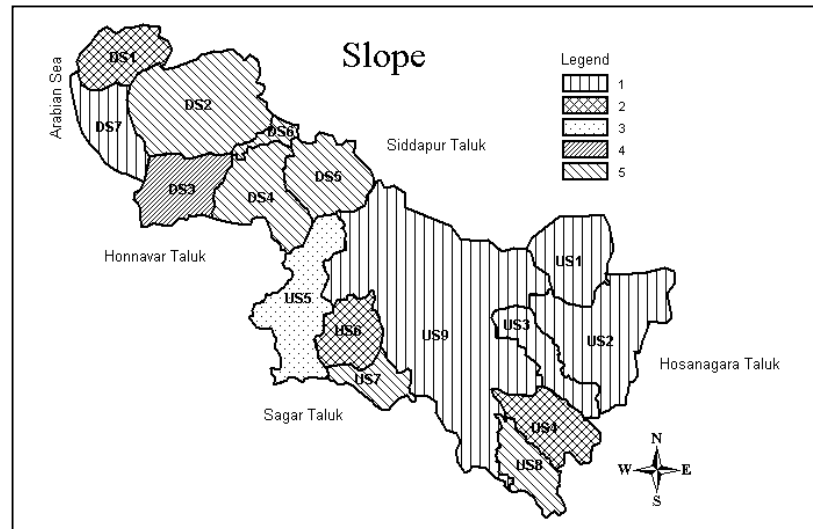 Slope
Arabian Sea
Siddapur Taluk
Honnavar Taluk
Sagar Taluk
Hosanagara Taluk
Legend
1
2
3
4
5
DS1
DS2
DS7
DS6
DS3
DS4
DS5
US1
US5
US6
US9
US3
US2
US7
US4
US8
N
W
E
S